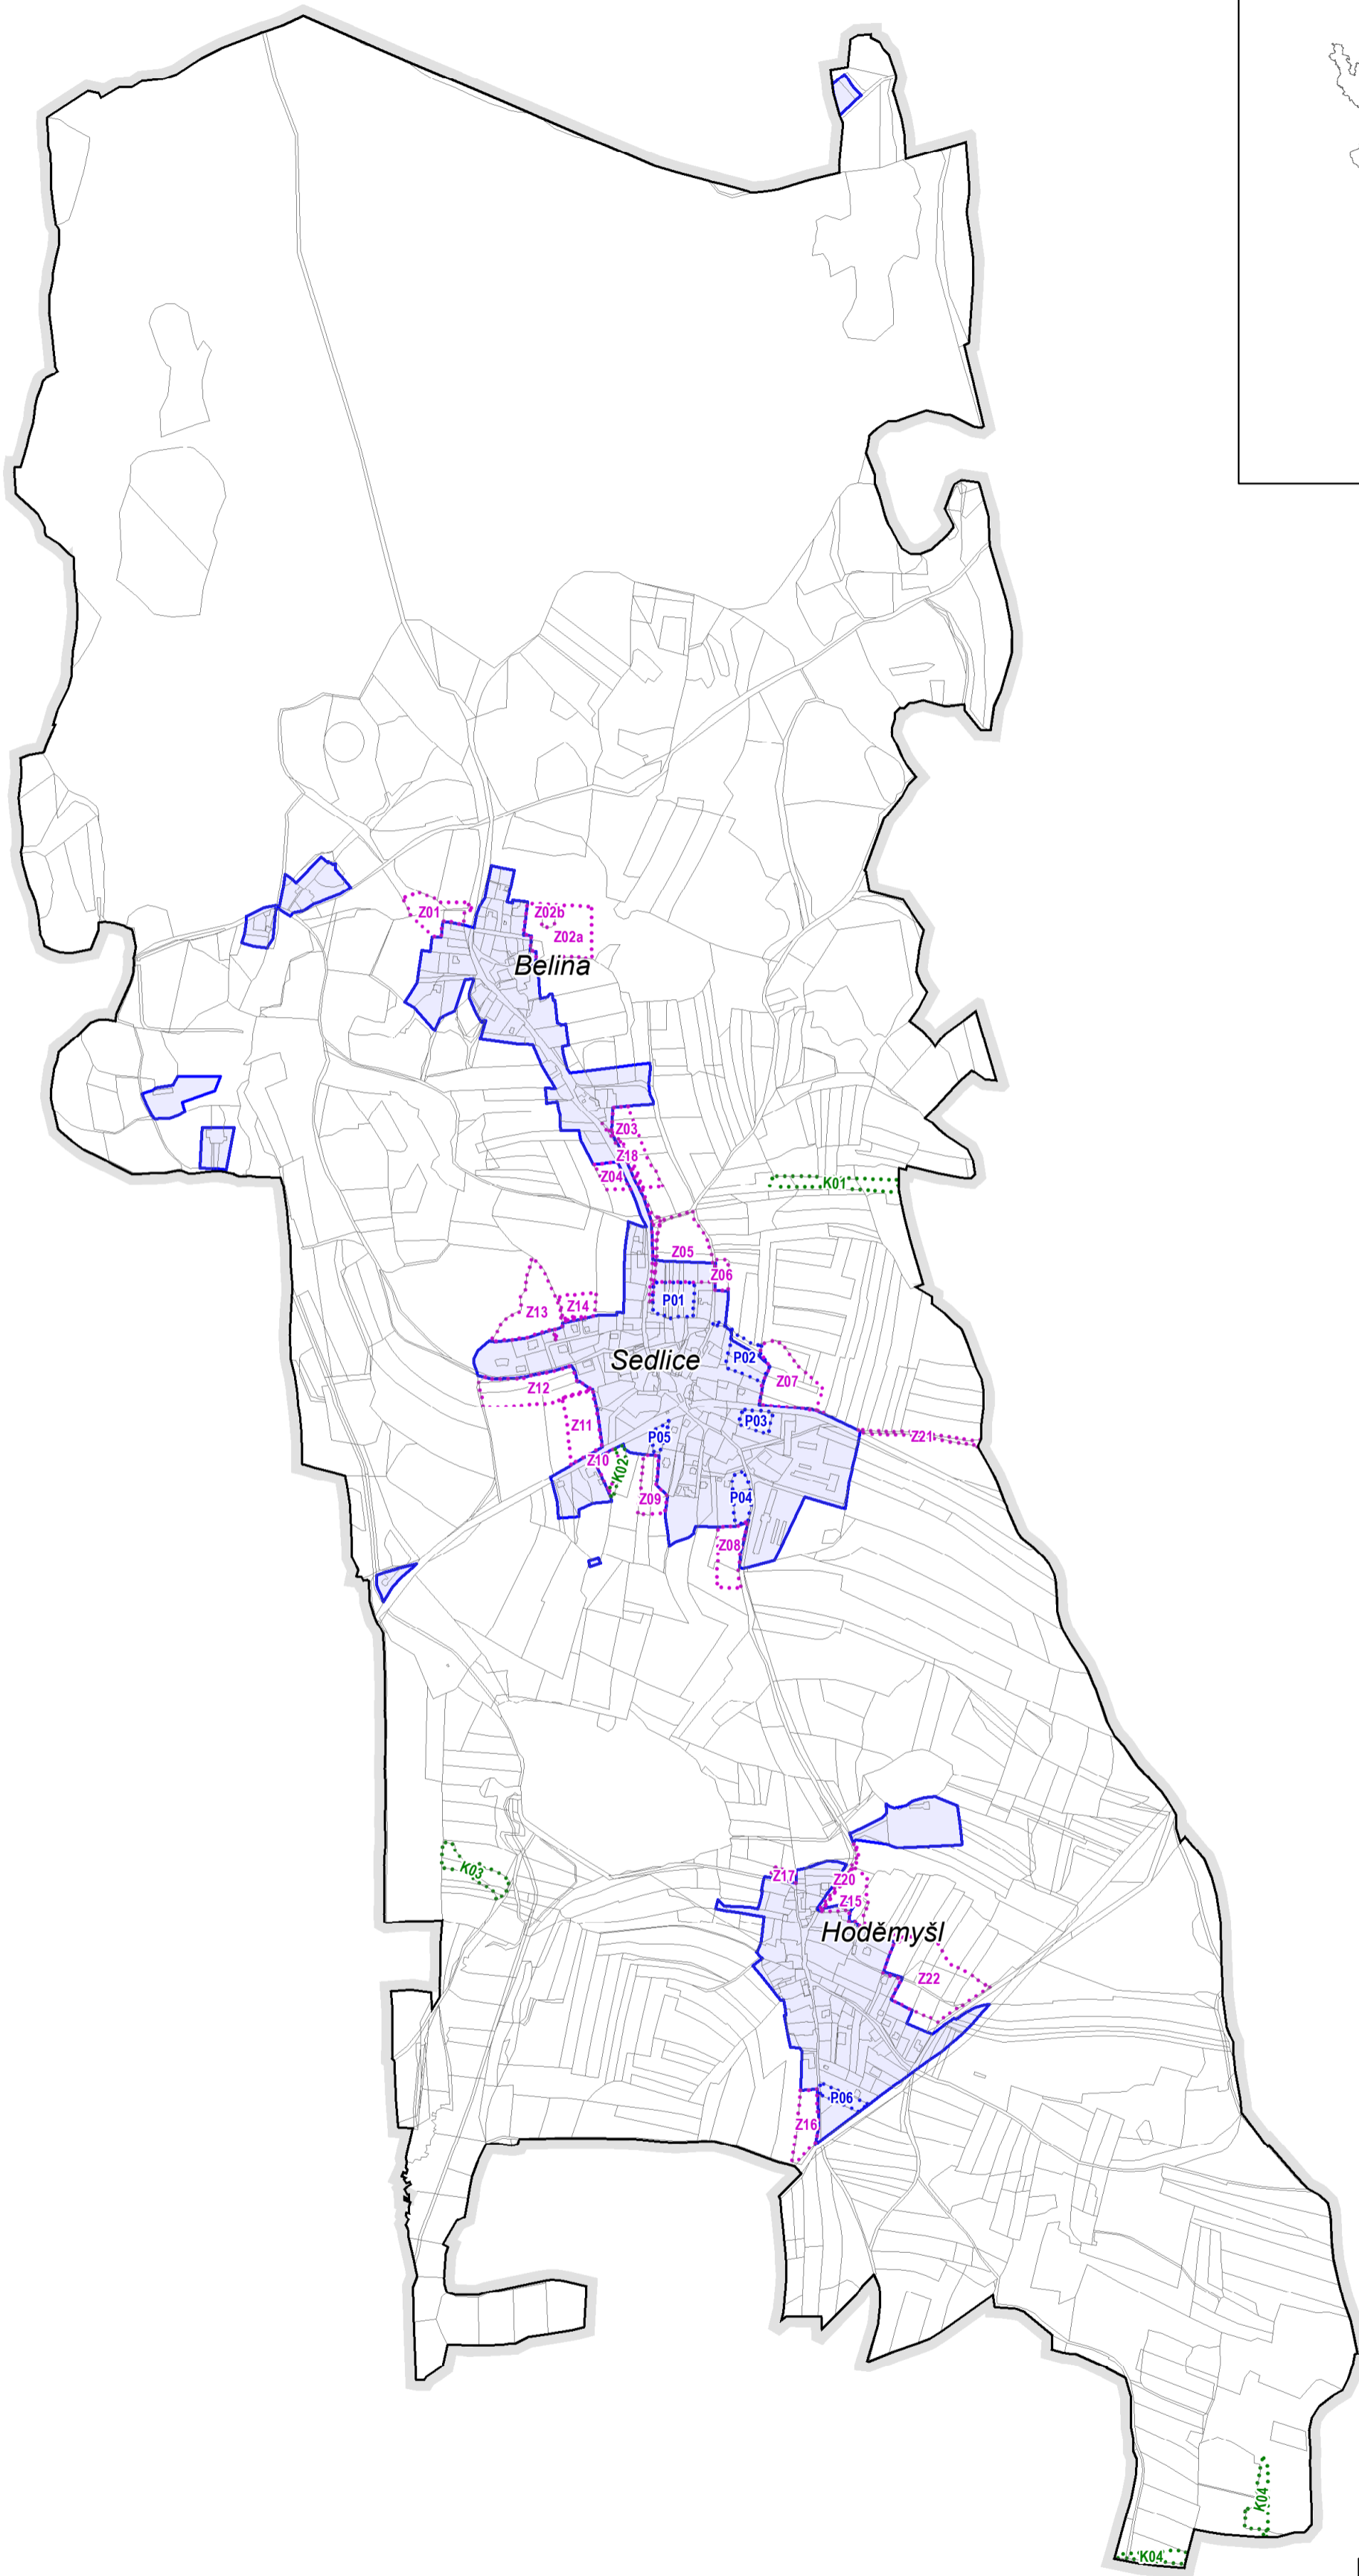 Z01
Z02b
Z02a
Belina
Z03
Z18
Z04
K01
Z05
Z06
P01
Z13
Z14
Sedlice
P02
Z07
Z12
P03
Z11
P05
Z21
Z10
K02
Z09
P04
Z08
K03
Z17
Z20
Z15
Hoděmyšl
Z22
P06
Z16
K04
K04